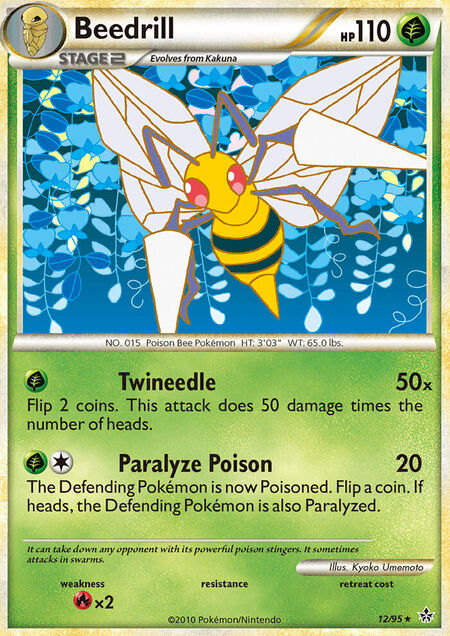 Beedrill
HP110
STAGE 2
Evolves from Kakuna
NO. 015 Poison Bee Pokémon HT: 3'03" WT: 65.0 lbs.
Twineedle 50x
Flip 2 coins. This attack does 50 damage times the
number of heads.
Paralyze Poison 20
The Defending Pokémon is now Poisoned. Flip a coin. If
heads, the Defending Pokémon is also Paralyzed.
It can take down any opponent with its powerful poison stingers. It sometimes
attacks in swarms.
Illus. Kyoko Umemoto
weakness resistance retreat cost
×2
©2010 Pokémon/Nintendo 12/95 ★